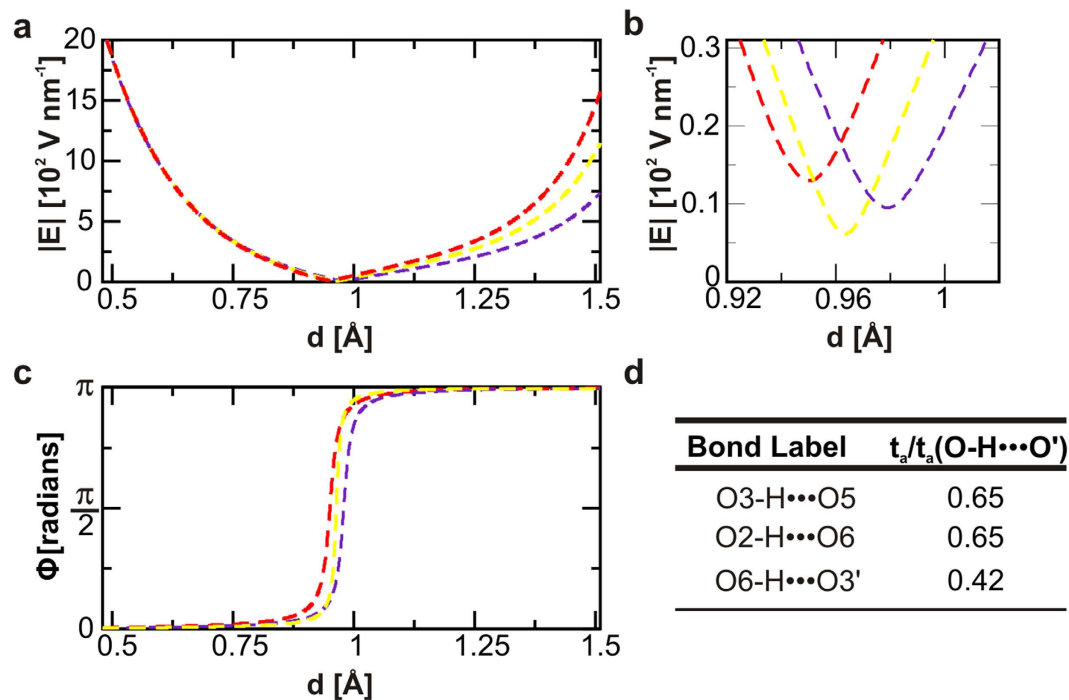 a
20
15
10
5
0
|E| [10² V nm⁻¹]
0.5 0.75 1 1.25 1.5
d [Å]
b
0.3
0.2
0.1
0
|E| [10² V nm⁻¹]
0.92 0.96 1
d [Å]
c
π
π
2
0
Φ[radians]
0.5 0.75 1 1.25 1.5
d [Å]
d
Bond Label tₐ/tₐ(O-H•••O')
O3-H•••O5 0.65
O2-H•••O6 0.65
O6-H•••O3' 0.42